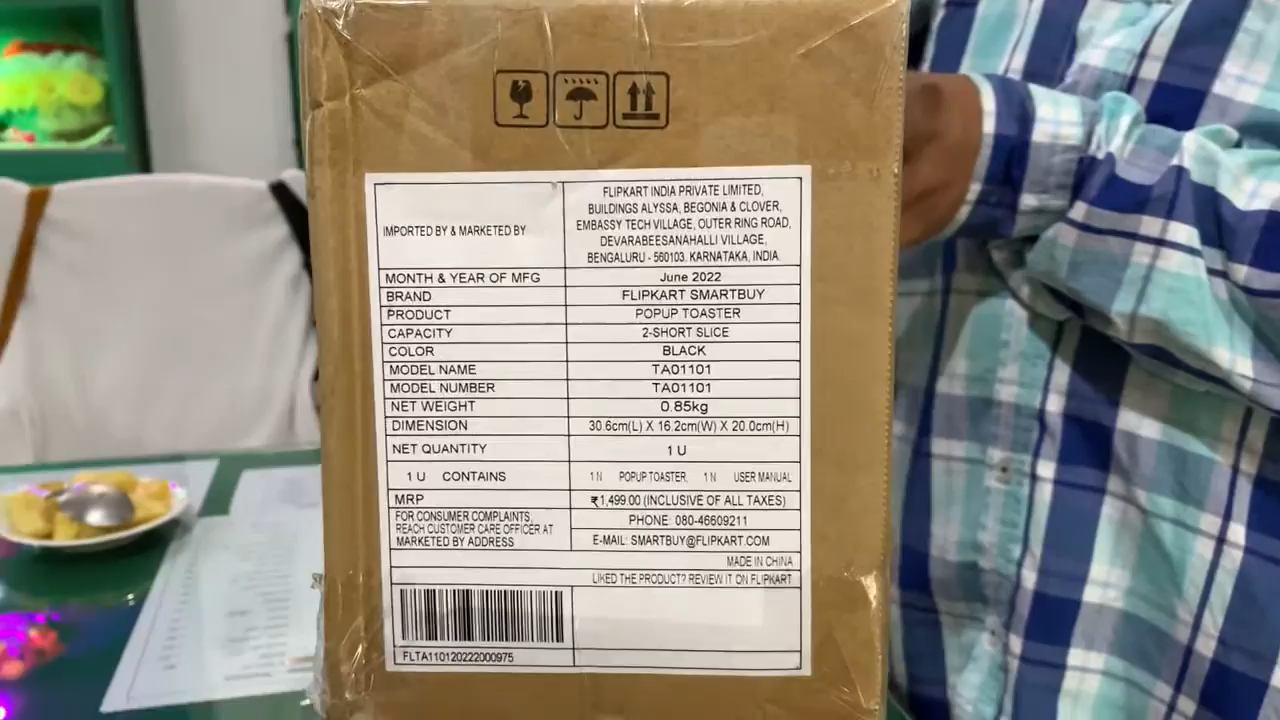 IMPORTED BY & MARKETED BY
FLIPKART INDIA PRIVATE LIMITED,
BUILDINGS ALYSSA, BEGONIA & CLOVER,
EMBASSY TECH VILLAGE, OUTER RING ROAD,
DEVARABEESANAHALLI VILLAGE,
BENGALURU - 560103. KARNATAKA, INDIA.
MONTH & YEAR OF MFG June 2022
BRAND FLIPKART SMARTBUY
PRODUCT POPUP TOASTER
CAPACITY 2-SHORT SLICE
COLOR BLACK
MODEL NAME TA01101
MODEL NUMBER TA01101
NET WEIGHT 0.85kg
DIMENSION 30.6cm(L) X 16.2cm(W) X 20.0cm(H)
NET QUANTITY 1 U
1 U CONTAINS 1 N POPUP TOASTER, 1 N USER MANUAL
MRP ₹1,499.00 (INCLUSIVE OF ALL TAXES)
FOR CONSUMER COMPLAINTS,
REACH CUSTOMER CARE OFFICER AT
MARKETED BY ADDRESS
PHONE: 080-46609211
E-MAIL: SMARTBUY@FLIPKART.COM
MADE IN CHINA
LIKED THE PRODUCT? REVIEW IT ON FLIPKART
FLTA110120222000975